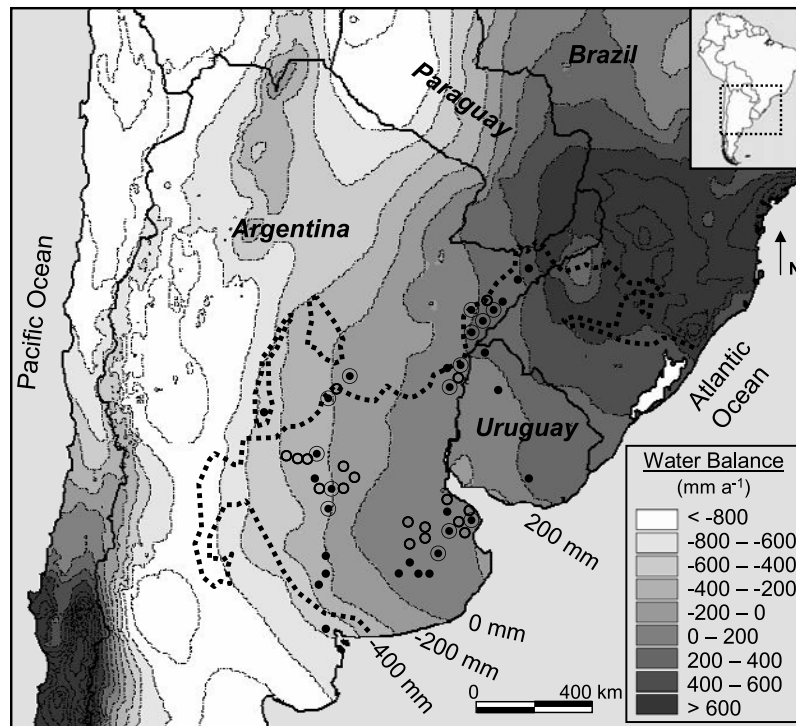 Brazil
Paraguay
Argentina
N
Pacific Ocean
Atlantic
Ocean
Uruguay
200 mm
0 mm
-200 mm
-400 mm
0 400 km
Water Balance
(mm a⁻¹)
< -800
-800 – -600
-600 – -400
-400 – -200
-200 – 0
0 – 200
200 – 400
400 – 600
> 600